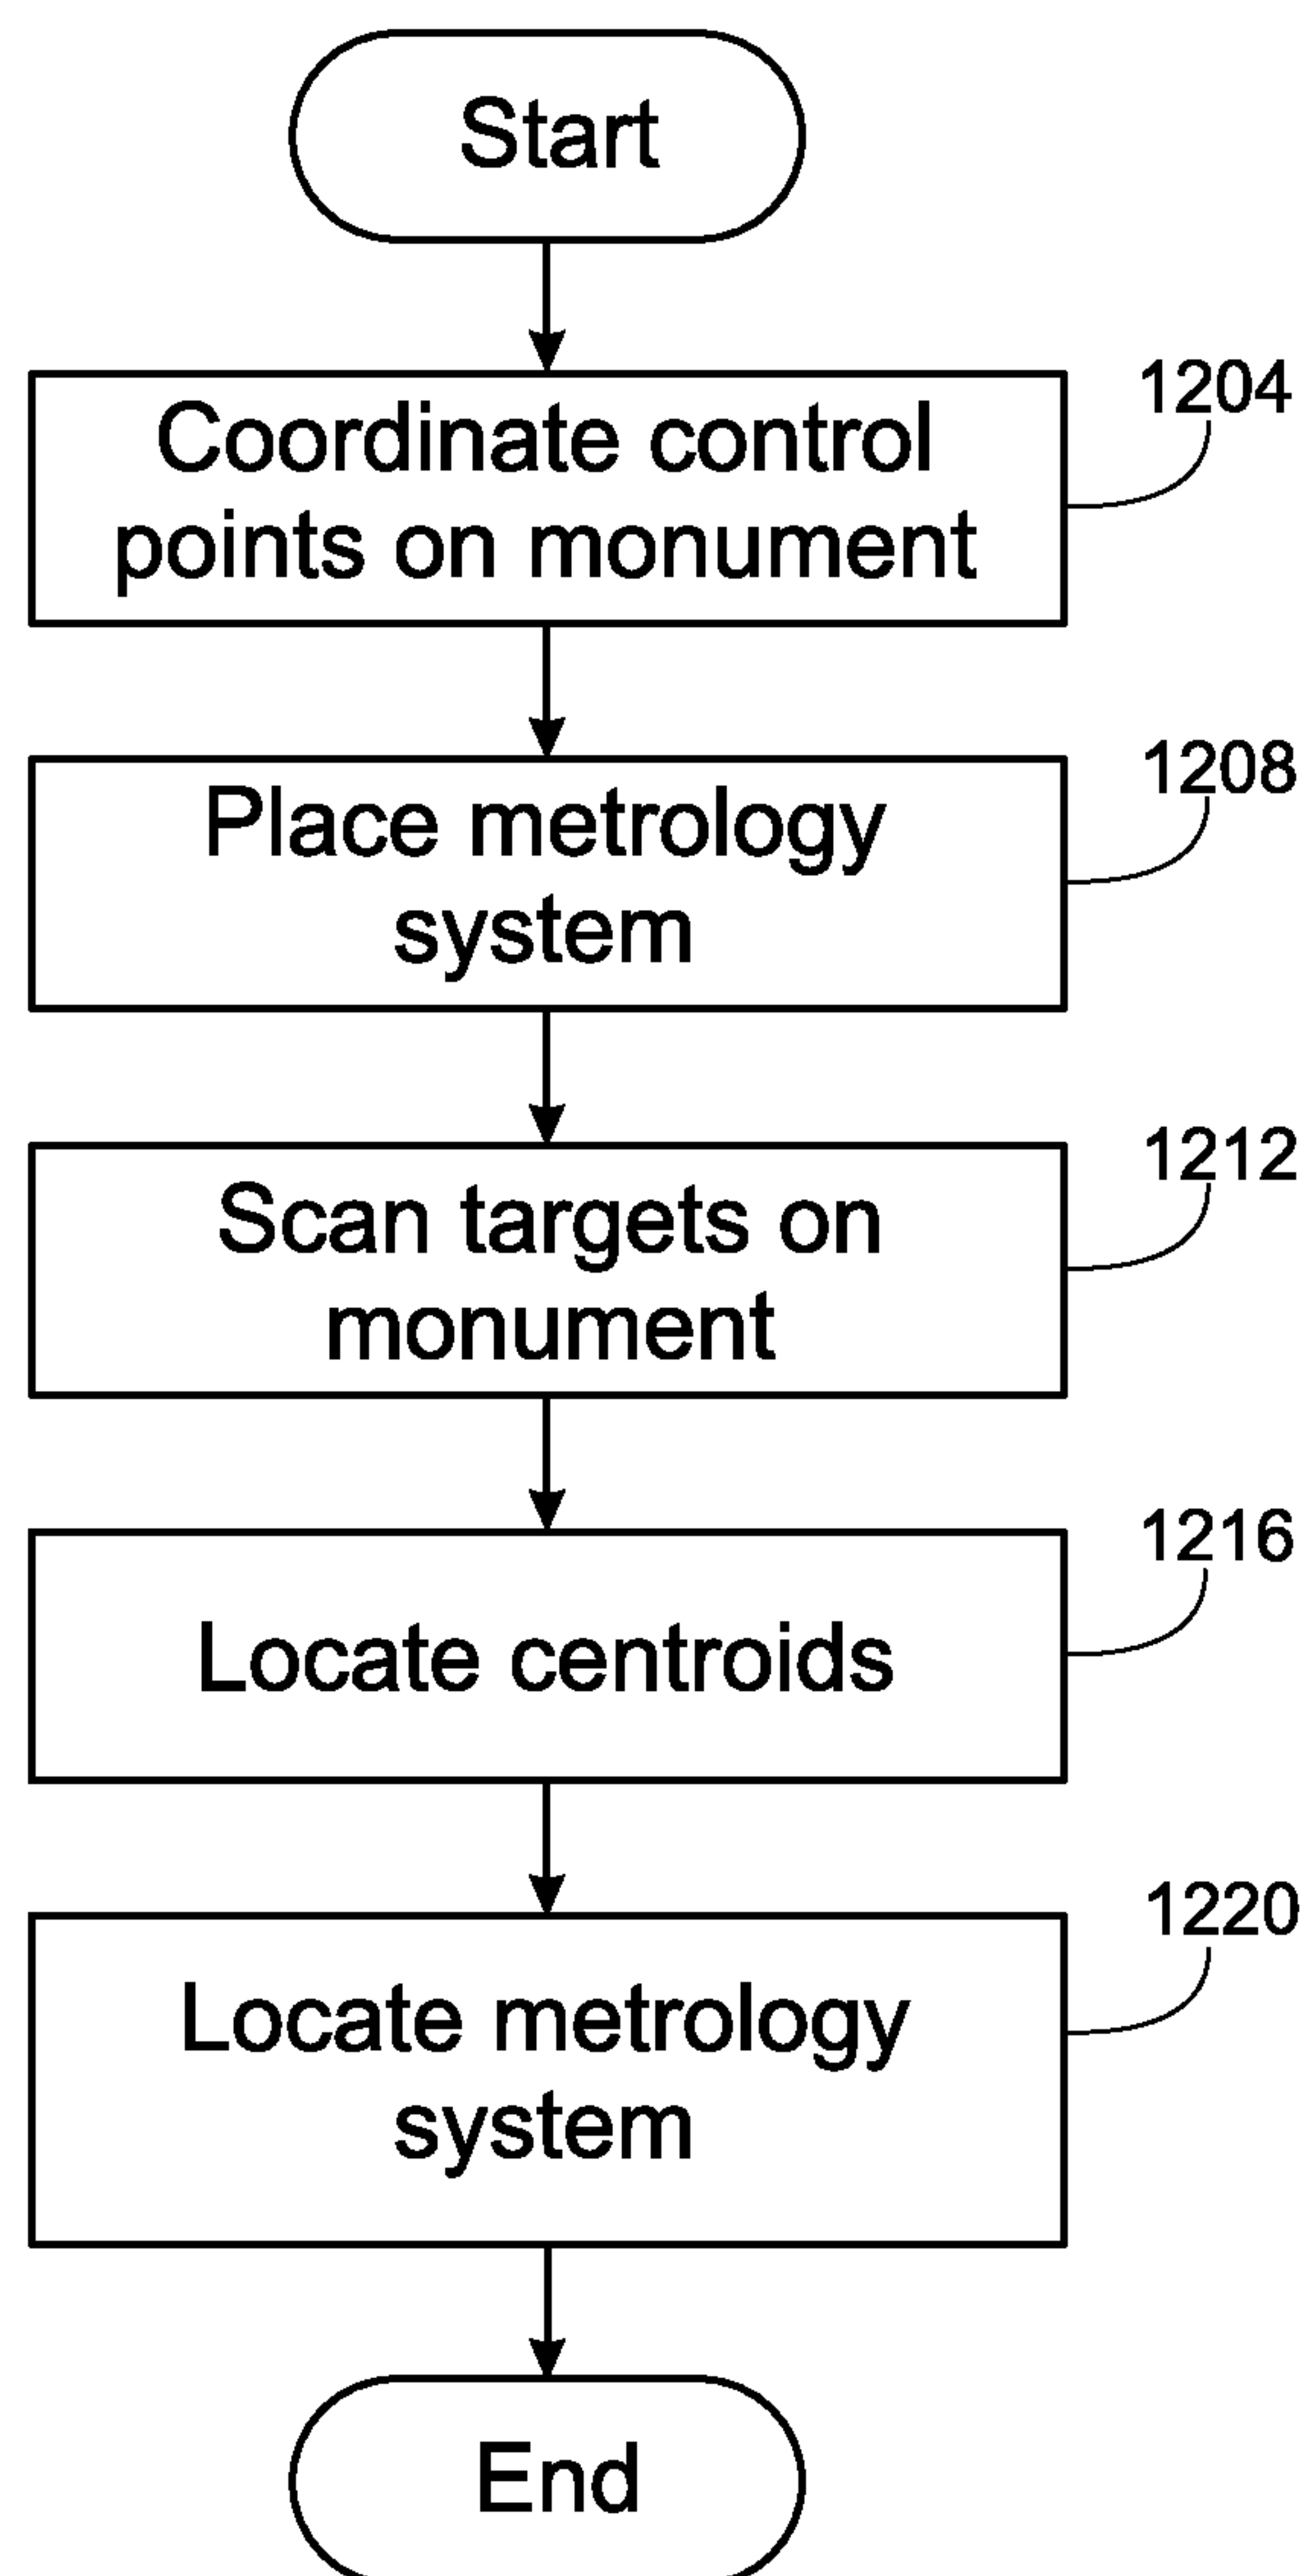 Start
1204
Coordinate control
points on monument
1208
Place metrology
system
1212
Scan targets on
monument
1216
Locate centroids
1220
Locate metrology
system
End